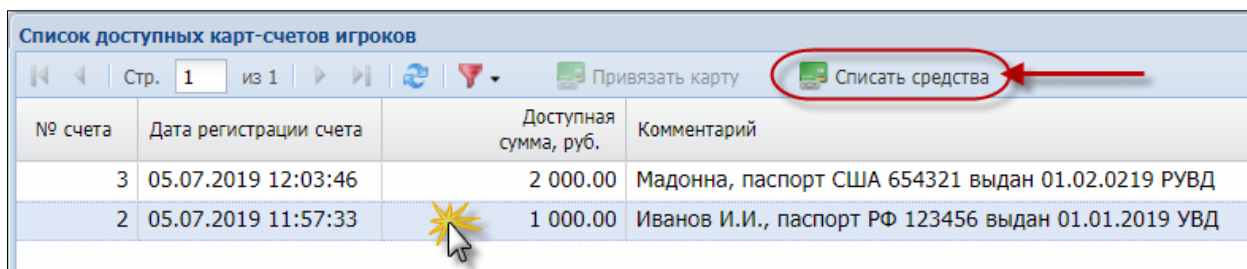 Список доступных карт-счетов игроков
Стр. 1 из 1 Привязать карту Списать средства
№ счета Дата регистрации счета Доступная сумма, руб. Комментарий
3 05.07.2019 12:03:46 2 000.00 Мадонна, паспорт США 654321 выдан 01.02.0219 РУВД
2 05.07.2019 11:57:33 1 000.00 Иванов И.И., паспорт РФ 123456 выдан 01.01.2019 УВД